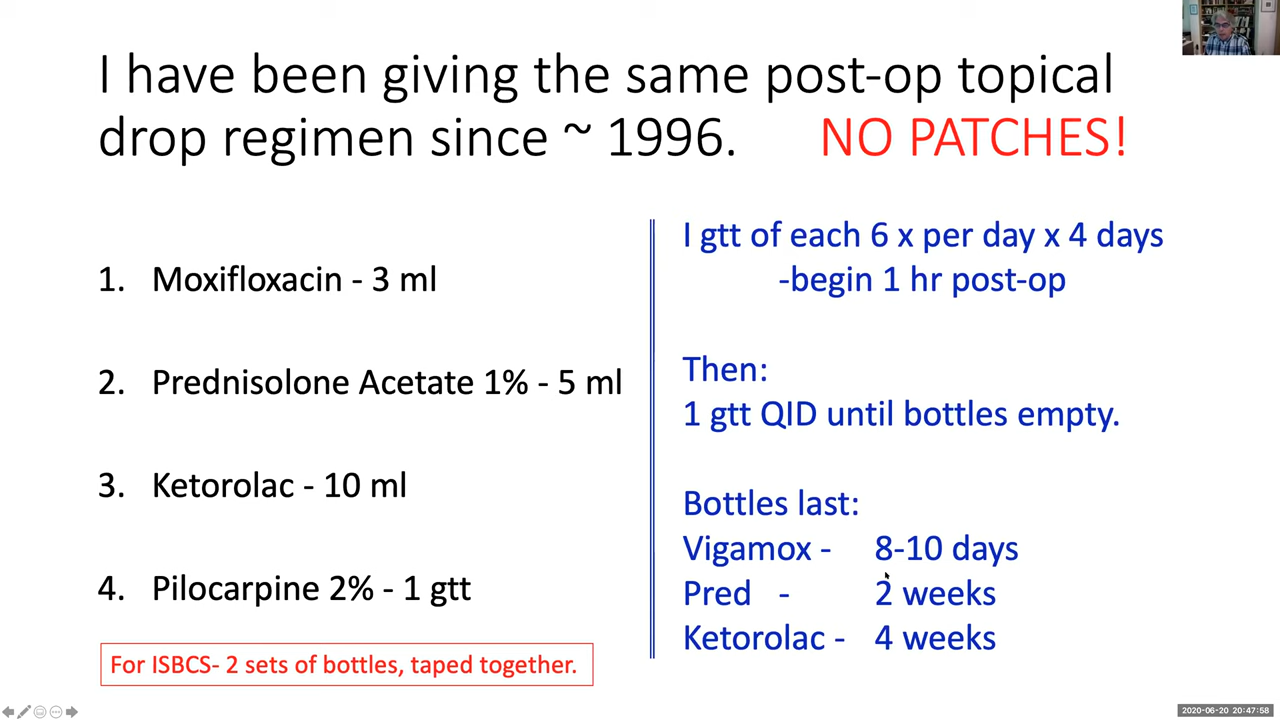 I have been giving the same post-op topical
drop regimen since ~ 1996. NO PATCHES!
1. Moxifloxacin - 3 ml
2. Prednisolone Acetate 1% - 5 ml
3. Ketorolac - 10 ml
4. Pilocarpine 2% - 1 gtt
For ISBCS- 2 sets of bottles, taped together.
I gtt of each 6 x per day x 4 days
-begin 1 hr post-op
Then:
1 gtt QID until bottles empty.
Bottles last:
Vigamox - 8-10 days
Pred - 2 weeks
Ketorolac - 4 weeks
2020-06-20 20:47:58